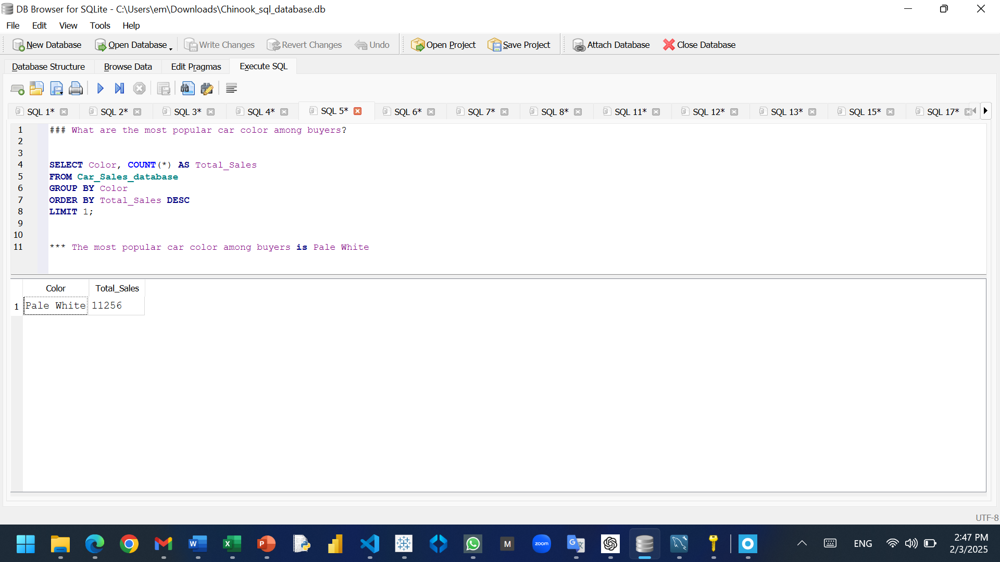 DB Browser for SQLite - C:\Users\em\Downloads\Chinook_sql_database.db
File Edit View Tools Help
New Database Open Database Write Changes Revert Changes Undo Open Project Save Project Attach Database Close Database
Database Structure Browse Data Edit Pragmas Execute SQL
SQL 1* SQL 2* SQL 3* SQL 4* SQL 5* SQL 6* SQL 7* SQL 8* SQL 11* SQL 12* SQL 13* SQL 15* SQL 17*
1 ### What are the most popular car color among buyers?
2
3
4 SELECT Color, COUNT(*) AS Total_Sales
5 FROM Car_Sales_database
6 GROUP BY Color
7 ORDER BY Total_Sales DESC
8 LIMIT 1;
9
10
11 *** The most popular car color among buyers is Pale White
Color Total_Sales
1 Pale White 11256
UTF-8
W X P M zoom G
ENG
2:47 PM
2/3/2025